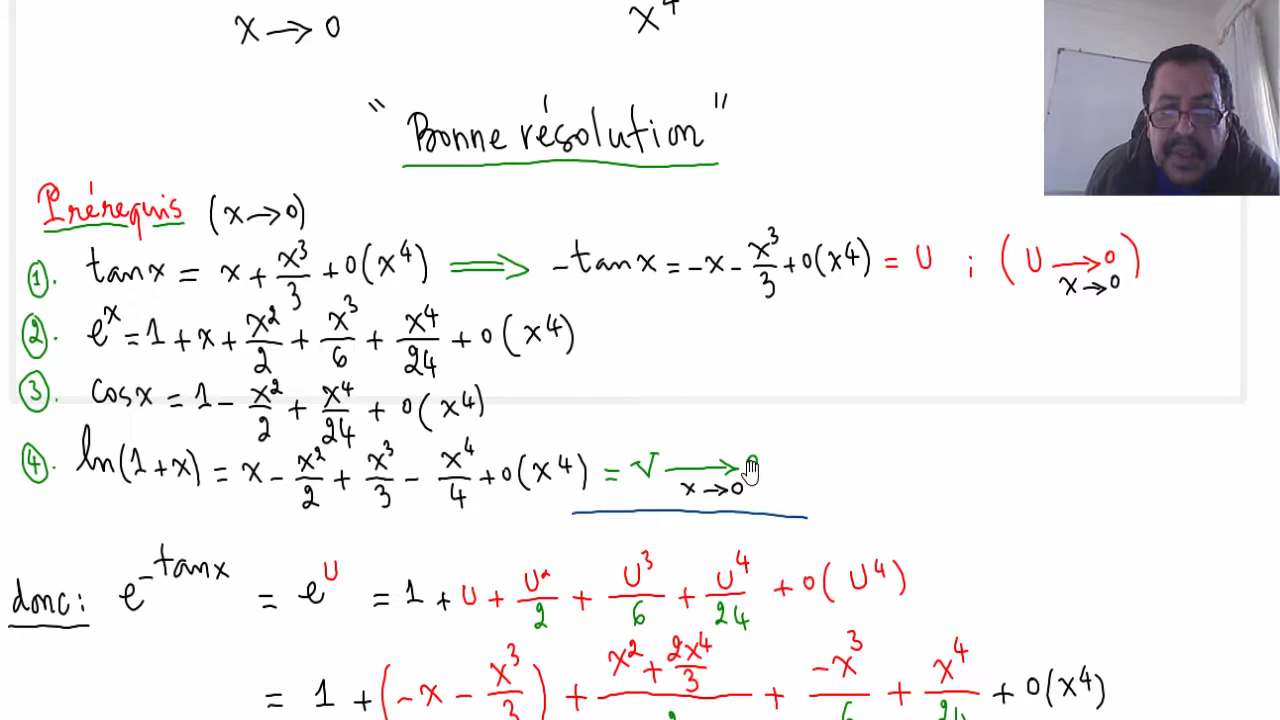 x → 0 x⁴
" Bonne résolution "
Prérequis (x → 0)
①. tan x = x + x³/3 + o(x⁴) ⟹ -tan x = -x - x³/3 + o(x⁴) = U ; (U → 0 x → 0)
②. eˣ = 1 + x + x²/2 + x³/6 + x⁴/24 + o(x⁴)
③. cos x = 1 - x²/2 + x⁴/24 + o(x⁴)
④. ln(1+x) = x - x²/2 + x³/3 - x⁴/4 + o(x⁴) = V → 0 x → 0
donc: e^(-tan x) = e^U = 1 + U + U²/2 + U³/6 + U⁴/24 + o(U⁴)
= 1 + (-x - x³/3) + (x² + 2x⁴/3)/2 + -x³/6 + x⁴/24 + o(x⁴)